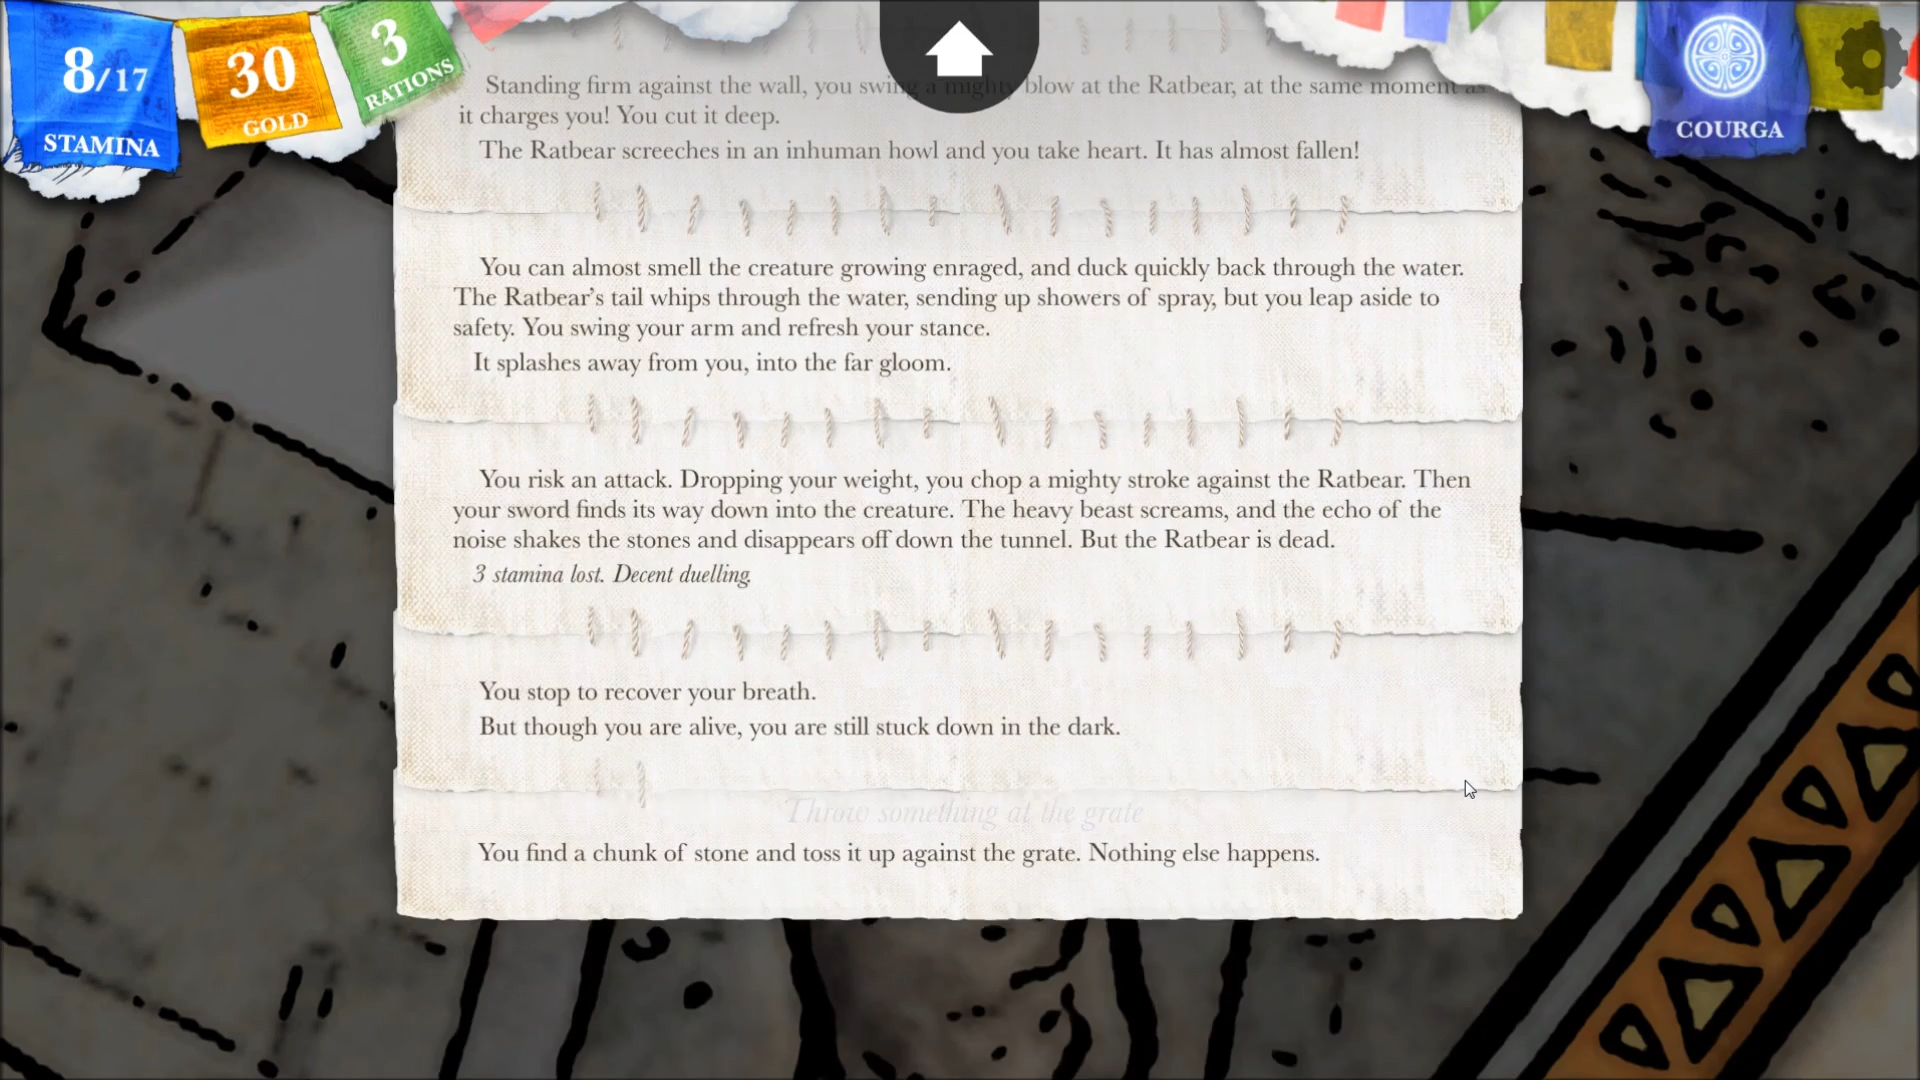 8/17
STAMINA
30
GOLD
3
RATIONS
COURGA
Standing firm against the wall, you swing a mighty blow at the Ratbear, at the same moment as
it charges you! You cut it deep.
The Ratbear screeches in an inhuman howl and you take heart. It has almost fallen!
You can almost smell the creature growing enraged, and duck quickly back through the water.
The Ratbear’s tail whips through the water, sending up showers of spray, but you leap aside to
safety. You swing your arm and refresh your stance.
It splashes away from you, into the far gloom.
You risk an attack. Dropping your weight, you chop a mighty stroke against the Ratbear. Then
your sword finds its way down into the creature. The heavy beast screams, and the echo of the
noise shakes the stones and disappears off down the tunnel. But the Ratbear is dead.
3 stamina lost. Decent duelling.
You stop to recover your breath.
But though you are alive, you are still stuck down in the dark.
Throw something at the grate
You find a chunk of stone and toss it up against the grate. Nothing else happens.